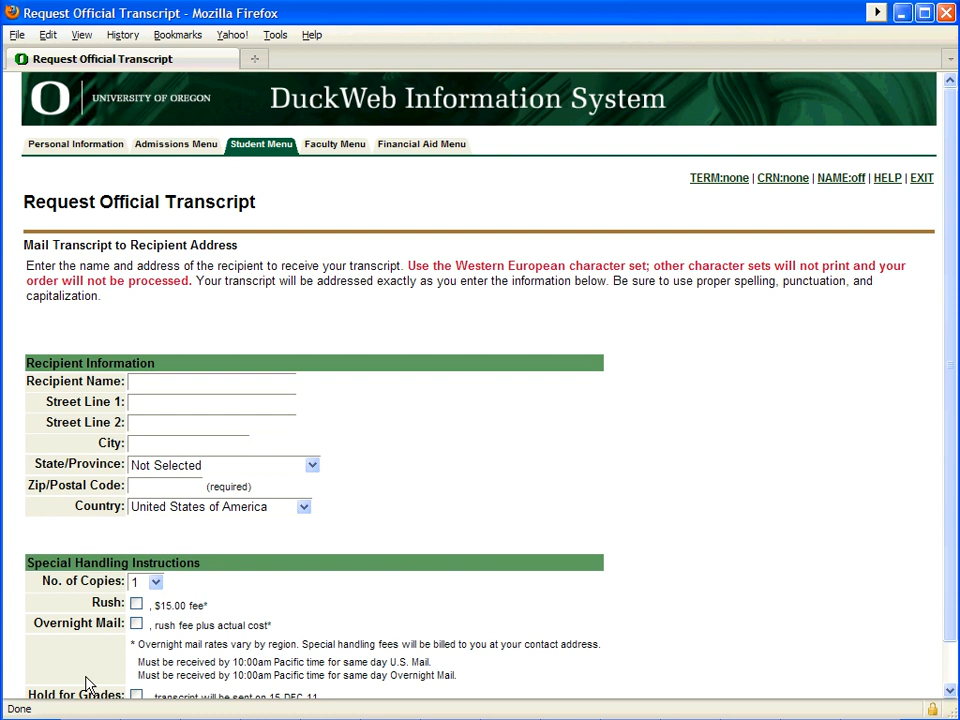 Request Official Transcript - Mozilla Firefox
File Edit View History Bookmarks Yahoo! Tools Help
Request Official Transcript
O UNIVERSITY OF OREGON DuckWeb Information System
Personal Information Admissions Menu Student Menu Faculty Menu Financial Aid Menu
TERM:none | CRN:none | NAME:off | HELP | EXIT
Request Official Transcript
Mail Transcript to Recipient Address
Enter the name and address of the recipient to receive your transcript. Use the Western European character set; other character sets will not print and your
order will not be processed. Your transcript will be addressed exactly as you enter the information below. Be sure to use proper spelling, punctuation, and
capitalization.
Recipient Information
Recipient Name:
Street Line 1:
Street Line 2:
City:
State/Province: Not Selected
Zip/Postal Code: (required)
Country: United States of America
Special Handling Instructions
No. of Copies: 1
Rush: , $15.00 fee*
Overnight Mail: , rush fee plus actual cost*
* Overnight mail rates vary by region. Special handling fees will be billed to you at your contact address.
Must be received by 10:00am Pacific time for same day U.S. Mail.
Must be received by 10:00am Pacific time for same day Overnight Mail.
Hold for Grades: , transcript will be sent on 15-DEC-11
Done